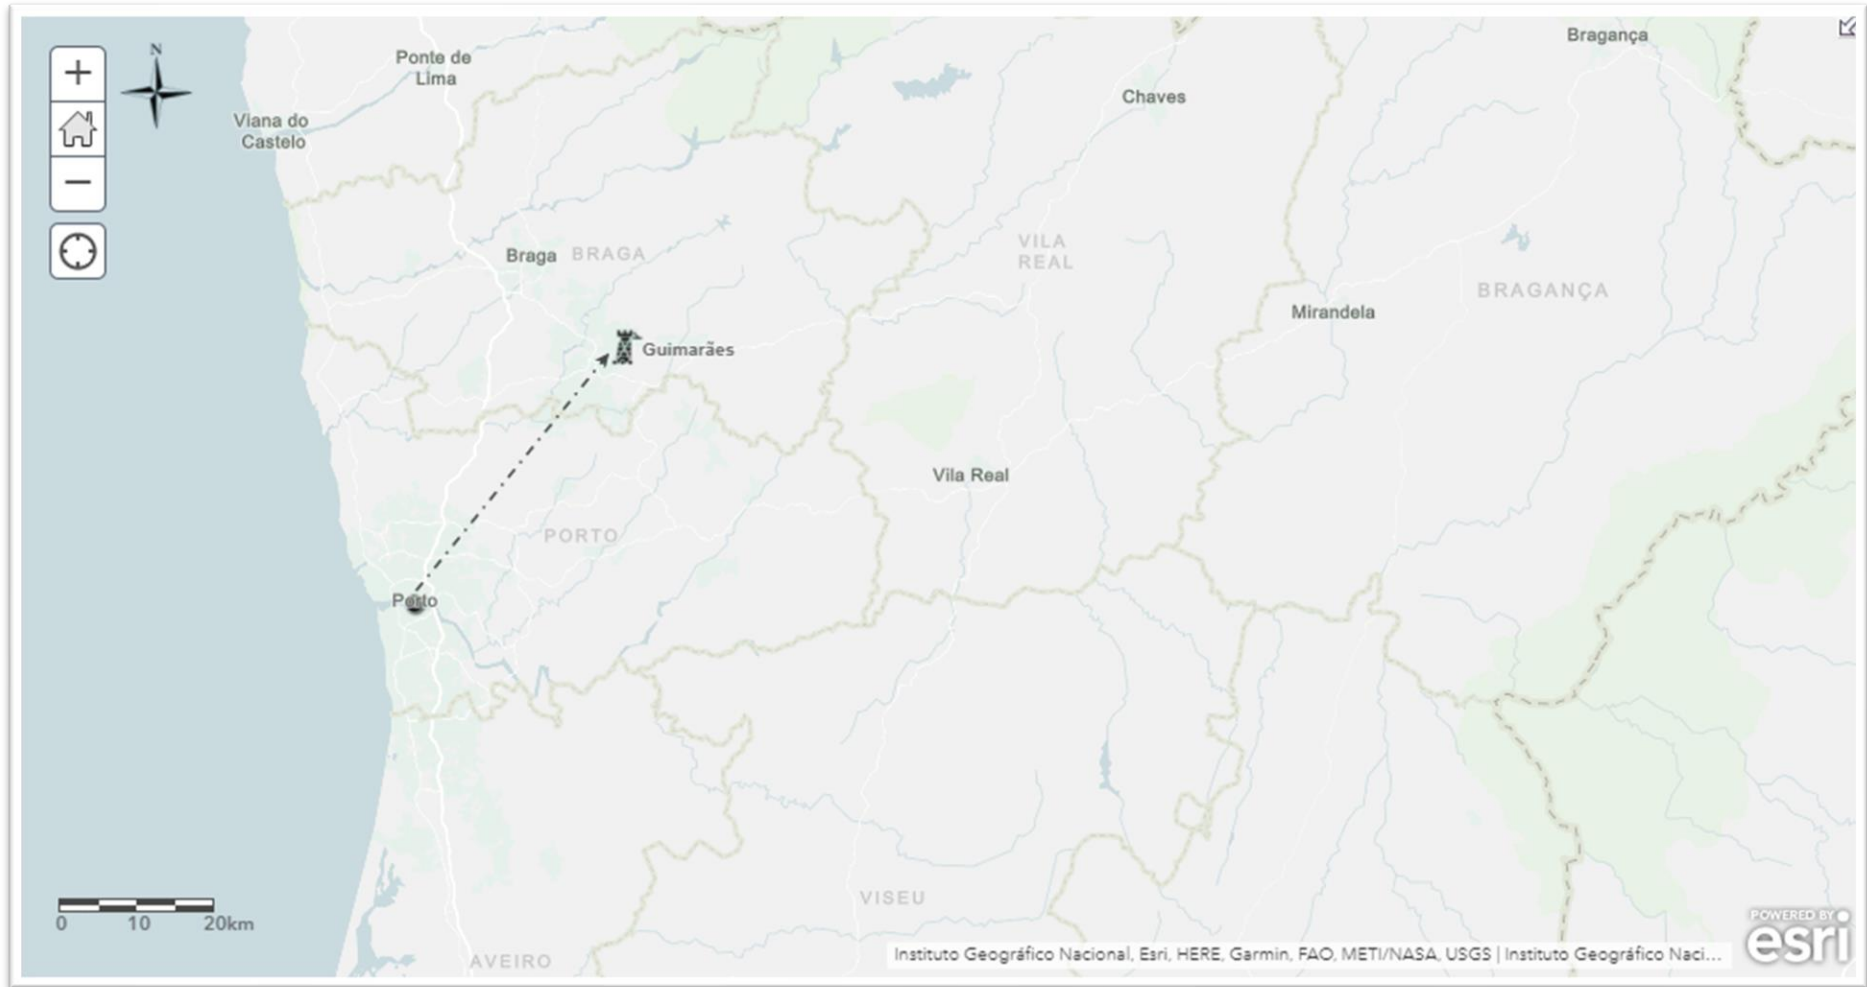 Bragança
Ponte de
Lima
N
Chaves
Viana do
Castelo
Braga
BRAGA
VILA
REAL
BRAGANÇA
Mirandela
Guimarães
Vila Real
PORTO
Porto
VISEU
0 10 20km
AVEIRO
Instituto Geográfico Nacional, Esri, HERE, Garmin, FAO, METI/NASA, USGS | Instituto Geográfico Naci...
POWERED BY
esri